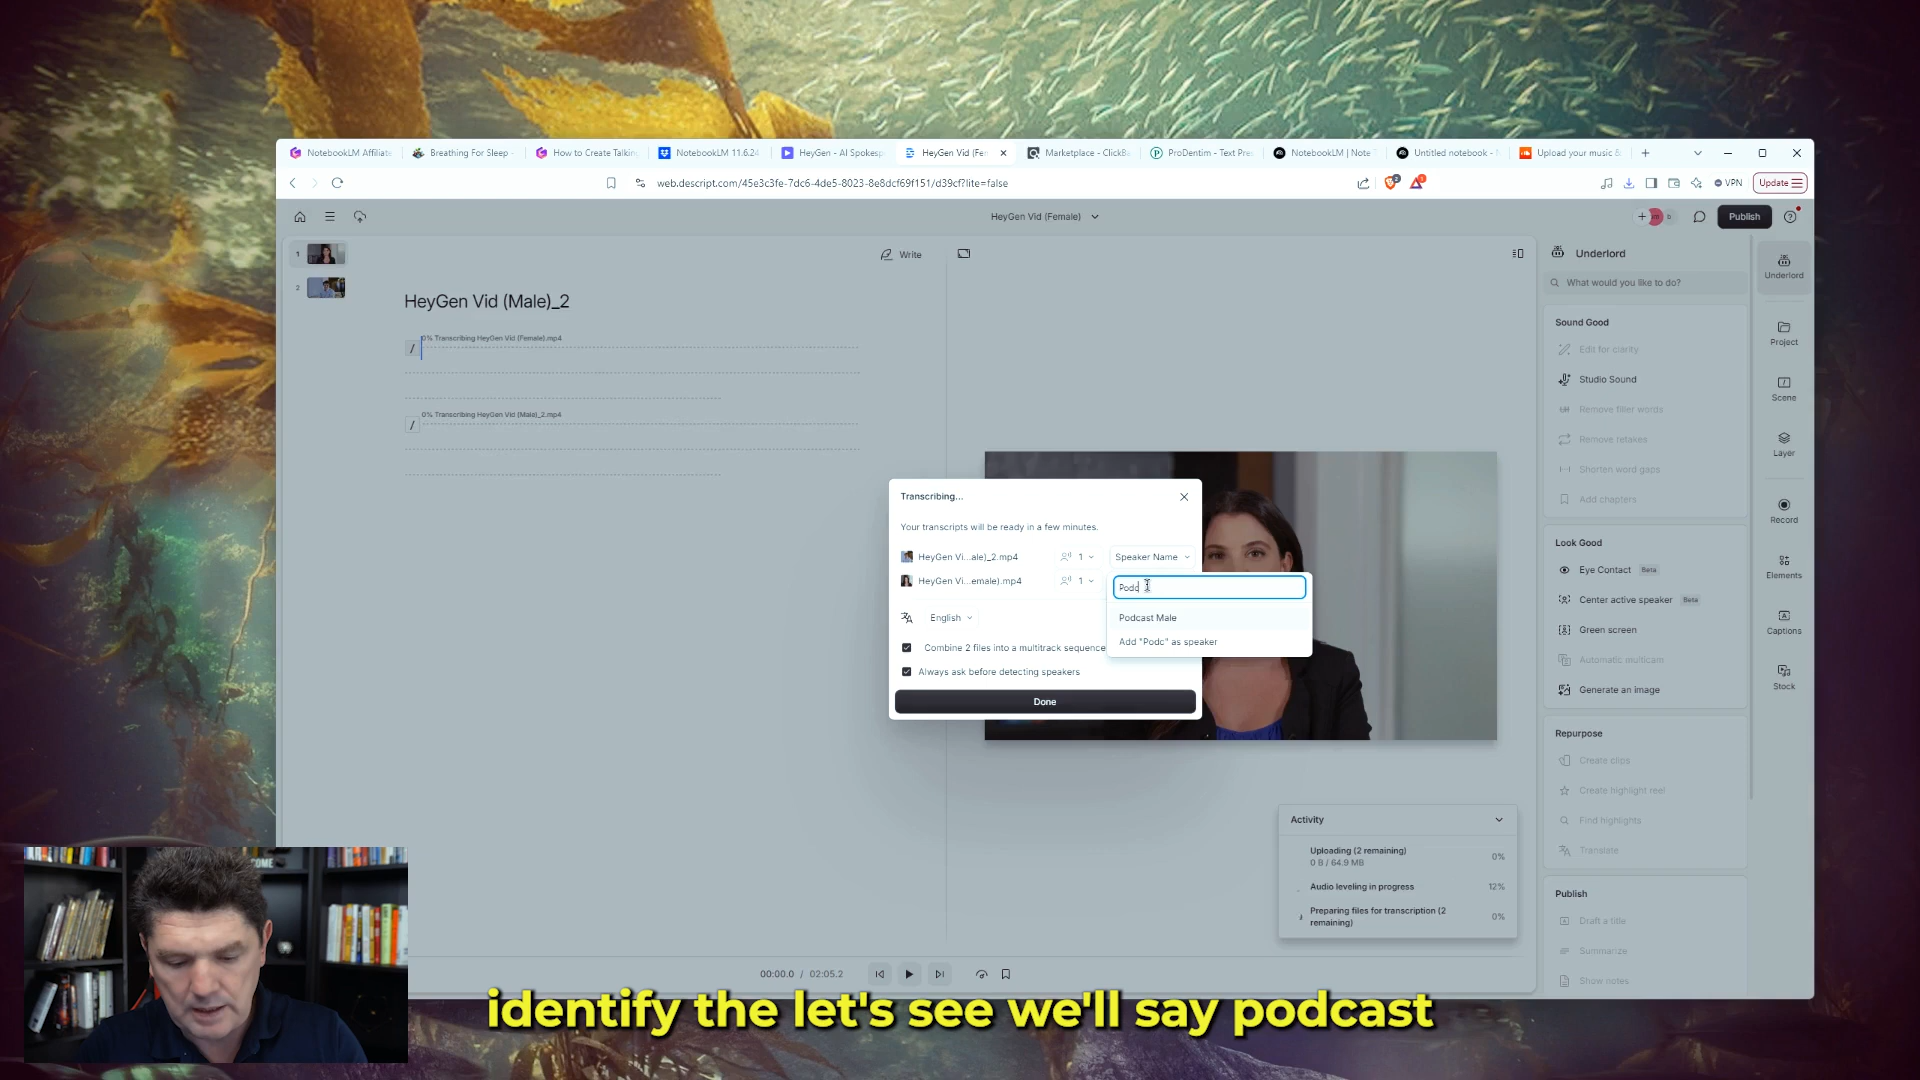 NotebookLM Affiliate
Breathing For Sleep -
How to Create Talkin
NotebookLM 11.6.24
HeyGen - AI Spokesp
HeyGen Vid (Fem
Marketplace - ClickBa
ProDentim - Text Pres
NotebookLM | Note T
Untitled notebook - N
Upload your music &
web.descript.com/45e3c3fe-7dc6-4de5-8023-8e8dcf69f151/d39cf?lite=false
VPN
Update
HeyGen Vid (Female)
Publish
1
2
Write
HeyGen Vid (Male)_2
0% Transcribing HeyGen Vid (Female).mp4
/
0% Transcribing HeyGen Vid (Male)_2.mp4
/
Transcribing...
Your transcripts will be ready in a few minutes.
HeyGen Vi...ale)_2.mp4 1 Speaker Name
HeyGen Vi...emale).mp4 1
Podc
Podcast Male
Add "Podc" as speaker
English
Combine 2 files into a multitrack sequence
Always ask before detecting speakers
Done
Activity
Uploading (2 remaining)
0 B / 64.9 MB
0%
Audio leveling in progress 12%
Preparing files for transcription (2
remaining)
0%
00:00.0 / 02:05.2
Underlord
What would you like to do?
Sound Good
Edit for clarity
Studio Sound
Remove filler words
Remove retakes
Shorten word gaps
Add chapters
Look Good
Eye Contact Beta
Center active speaker Beta
Green screen
Automatic multicam
Generate an image
Repurpose
Create clips
Create highlight reel
Find highlights
Translate
Publish
Draft a title
Summarize
Show notes
Underlord
Project
Scene
Layer
Record
Elements
Captions
Stock
identify the let's see we'll say podcast